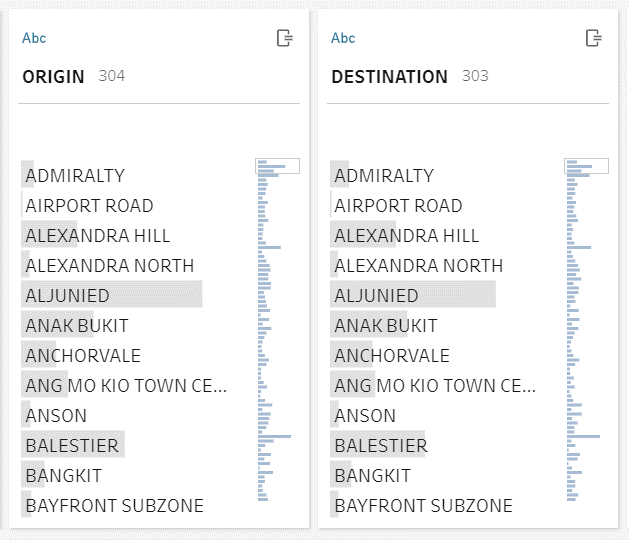 Abc
ORIGIN 304
ADMIRALTY
AIRPORT ROAD
ALEXANDRA HILL
ALEXANDRA NORTH
ALJUNIED
ANAK BUKIT
ANCHORVALE
ANG MO KIO TOWN CE...
ANSON
BALESTIER
BANGKIT
BAYFRONT SUBZONE
Abc
DESTINATION 303
ADMIRALTY
AIRPORT ROAD
ALEXANDRA HILL
ALEXANDRA NORTH
ALJUNIED
ANAK BUKIT
ANCHORVALE
ANG MO KIO TOWN CE...
ANSON
BALESTIER
BANGKIT
BAYFRONT SUBZONE